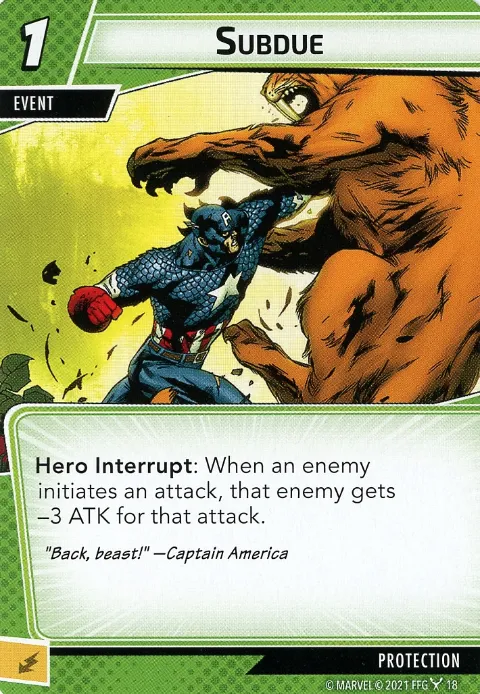 1
SUBDUE
EVENT
Hero Interrupt: When an enemy
initiates an attack, that enemy gets
–3 ATK for that attack.
"Back, beast!" —Captain America
PROTECTION
© MARVEL © 2021 FFG 18